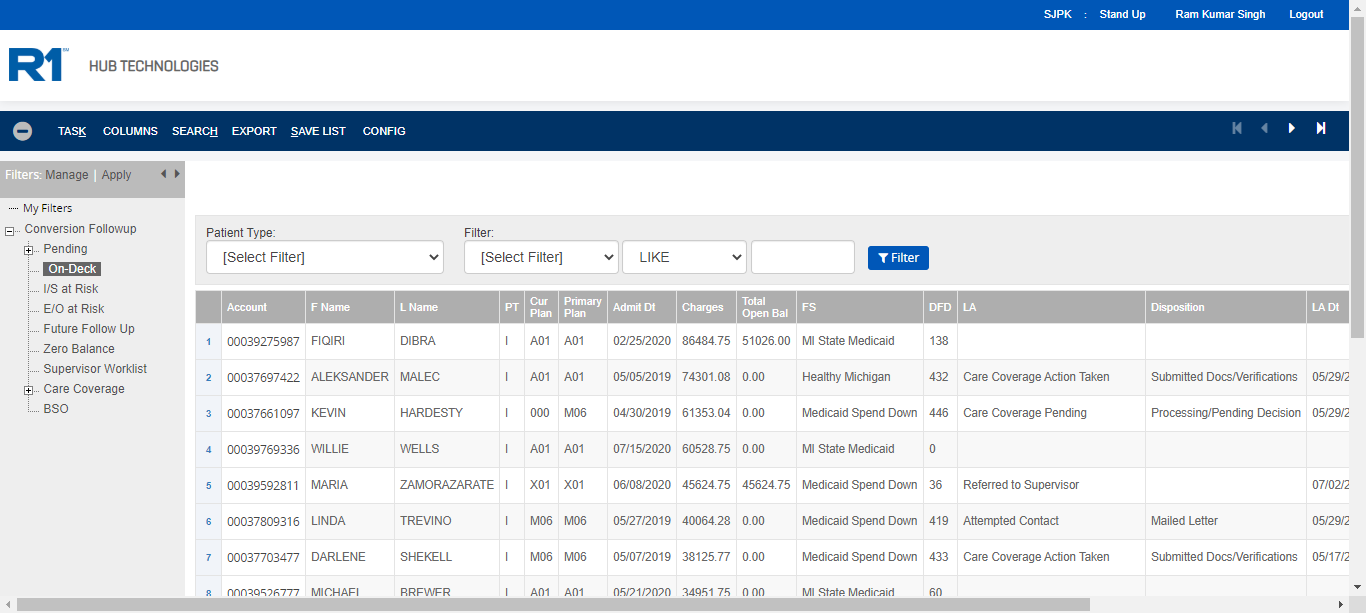 SJPK : Stand Up Ram Kumar Singh Logout
R1 HUB TECHNOLOGIES
TASK COLUMNS SEARCH EXPORT SAVE LIST CONFIG
Filters: Manage | Apply
My Filters
Conversion Followup
Pending
On-Deck
I/S at Risk
E/O at Risk
Future Follow Up
Zero Balance
Supervisor Worklist
Care Coverage
BSO
Patient Type: Filter:
[Select Filter] [Select Filter] LIKE Filter
Account F Name L Name PT Cur Plan Primary Plan Admit Dt Charges Total Open Bal FS DFD LA Disposition LA Dt
1 00039275987 FIQIRI DIBRA I A01 A01 02/25/2020 86484.75 51026.00 MI State Medicaid 138
2 00037697422 ALEKSANDER MALEC I A01 A01 05/05/2019 74301.08 0.00 Healthy Michigan 432 Care Coverage Action Taken Submitted Docs/Verifications 05/29/2
3 00037661097 KEVIN HARDESTY I 000 M06 04/30/2019 61353.04 0.00 Medicaid Spend Down 446 Care Coverage Pending Processing/Pending Decision 05/29/2
4 00039769336 WILLIE WELLS I A01 A01 07/15/2020 60528.75 0.00 MI State Medicaid 0
5 00039592811 MARIA ZAMORAZARATE I X01 X01 06/08/2020 45624.75 45624.75 Medicaid Spend Down 36 Referred to Supervisor 07/02/2
6 00037809316 LINDA TREVINO I M06 M06 05/27/2019 40064.28 0.00 Medicaid Spend Down 419 Attempted Contact Mailed Letter 05/29/2
7 00037703477 DARLENE SHEKELL I M06 M06 05/07/2019 38125.77 0.00 Medicaid Spend Down 433 Care Coverage Action Taken Submitted Docs/Verifications 05/17/2
8 00039526777 MICHAEL BREWER I A01 A01 05/21/2020 34951.75 0.00 MI State Medicaid 60